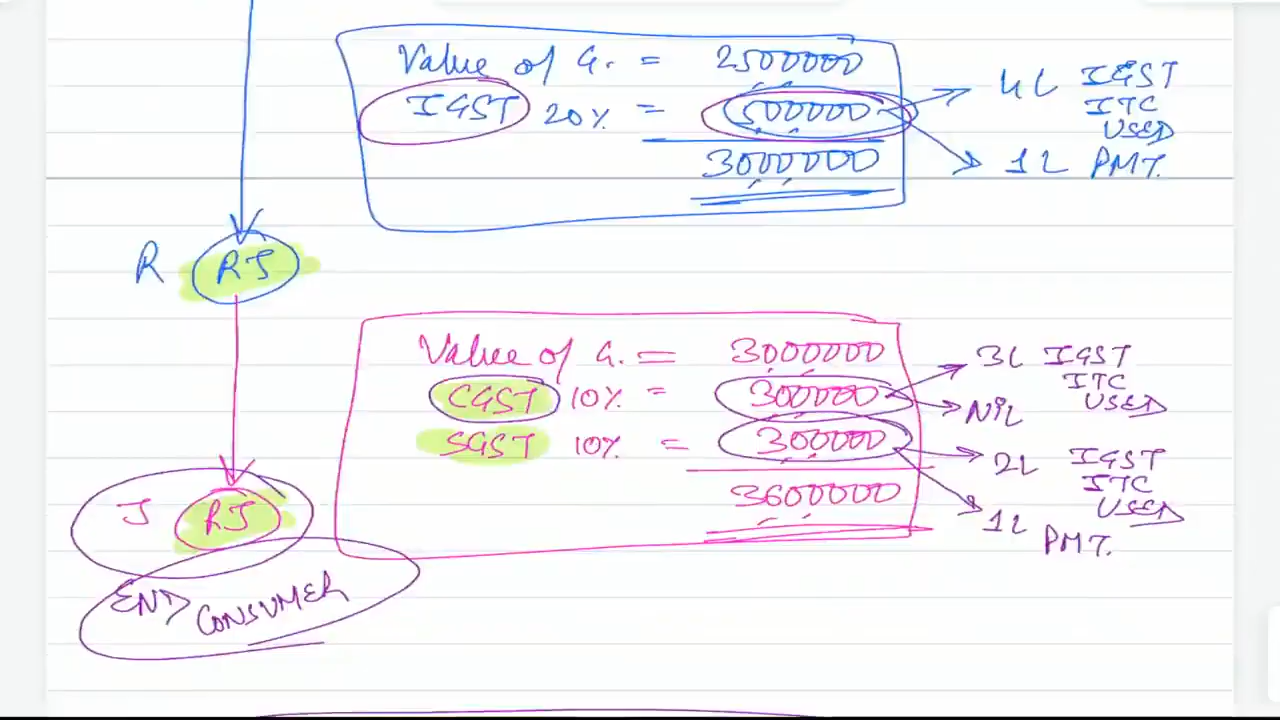 Value of G. = 2500000
IGST 20% = 500000
3000000
4L IGST
ITC
USED
1L PMT.
R RJ
Value of G. = 3000000
CGST 10% = 300000
SGST 10% = 300000
3600000
3L IGST
ITC
USED
Nil
2L IGST
ITC
USED
1L
PMT.
J RJ
END CONSUMER